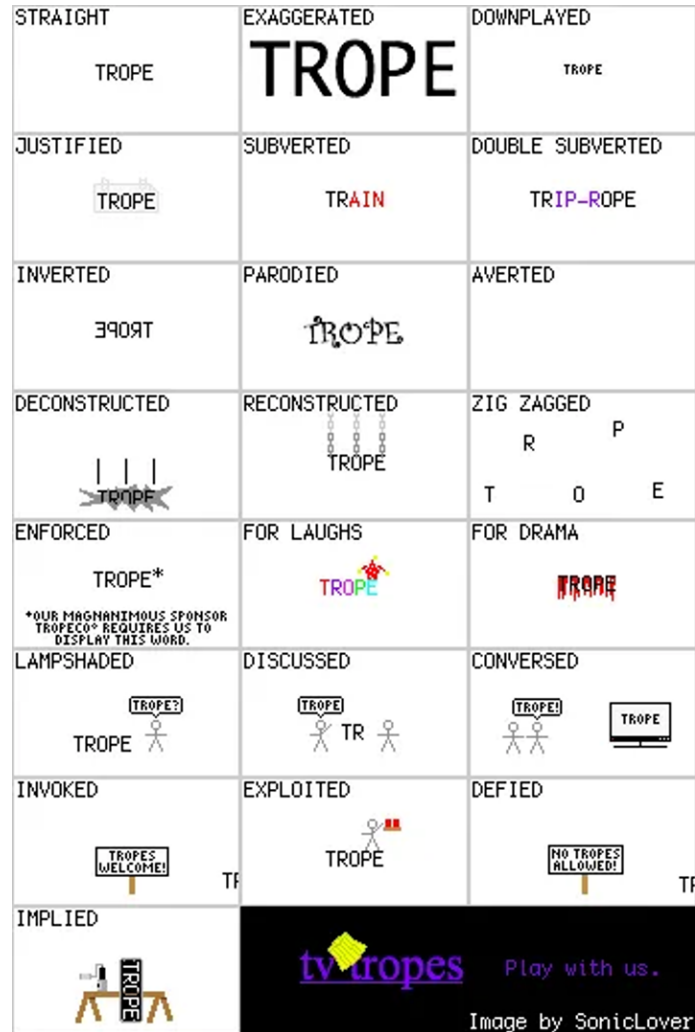 STRAIGHT
TROPE
EXAGGERATED
TROPE
DOWNPLAYED
TROPE
JUSTIFIED
TROPE
SUBVERTED
TRAIN
DOUBLE SUBVERTED
TRIP-ROPE
INVERTED
TROPE
PARODIED
TROPE
AVERTED
DECONSTRUCTED
TROPE
RECONSTRUCTED
TROPE
ZIG ZAGGED
T R O P E
ENFORCED
TROPE*
*OUR MAGNANIMOUS SPONSOR
TROPECO® REQUIRES US TO
DISPLAY THIS WORD.
FOR LAUGHS
TROPE
FOR DRAMA
TROPE
LAMPSHADED
TROPE?
TROPE
DISCUSSED
TROPE
TR
CONVERSED
TROPE!
TROPE
INVOKED
TROPES
WELCOME!
TR
EXPLOITED
TROPE
DEFIED
NO TROPES
ALLOWED!
TR
IMPLIED
TROPE
tv tropes
Play with us.
Image by SonicLover